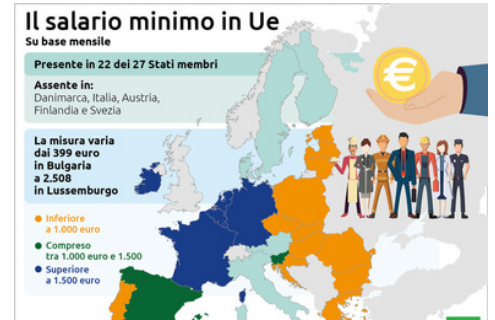 Il salario minimo in Ue
Su base mensile
Presente in 22 dei 27 Stati membri
Assente in:
Danimarca, Italia, Austria,
Finlandia e Svezia
La misura varia
dai 399 euro
in Bulgaria
a 2.508
in Lussemburgo
Inferiore
a 1.000 euro
Compreso
tra 1.000 euro e 1.500
Superiore
a 1.500 euro
€